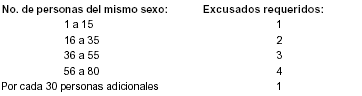 No. de personas del mismo sexo: Excusados requeridos:
1 a 15 1
16 a 35 2
36 a 55 3
56 a 80 4
Por cada 30 personas adicionales 1